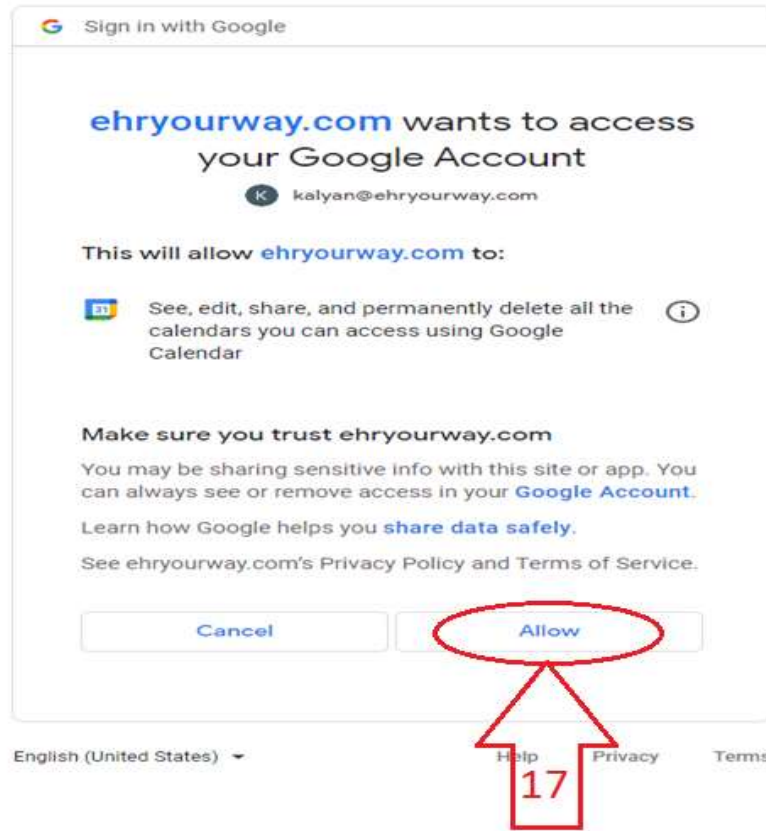 Sign in with Google
ehryourway.com wants to access
your Google Account
K kalyan@ehryourway.com
This will allow ehryourway.com to:
31 See, edit, share, and permanently delete all the
calendars you can access using Google
Calendar
Make sure you trust ehryourway.com
You may be sharing sensitive info with this site or app. You
can always see or remove access in your Google Account.
Learn how Google helps you share data safely.
See ehryourway.com's Privacy Policy and Terms of Service.
Cancel Allow
English (United States) Help Privacy Terms
17